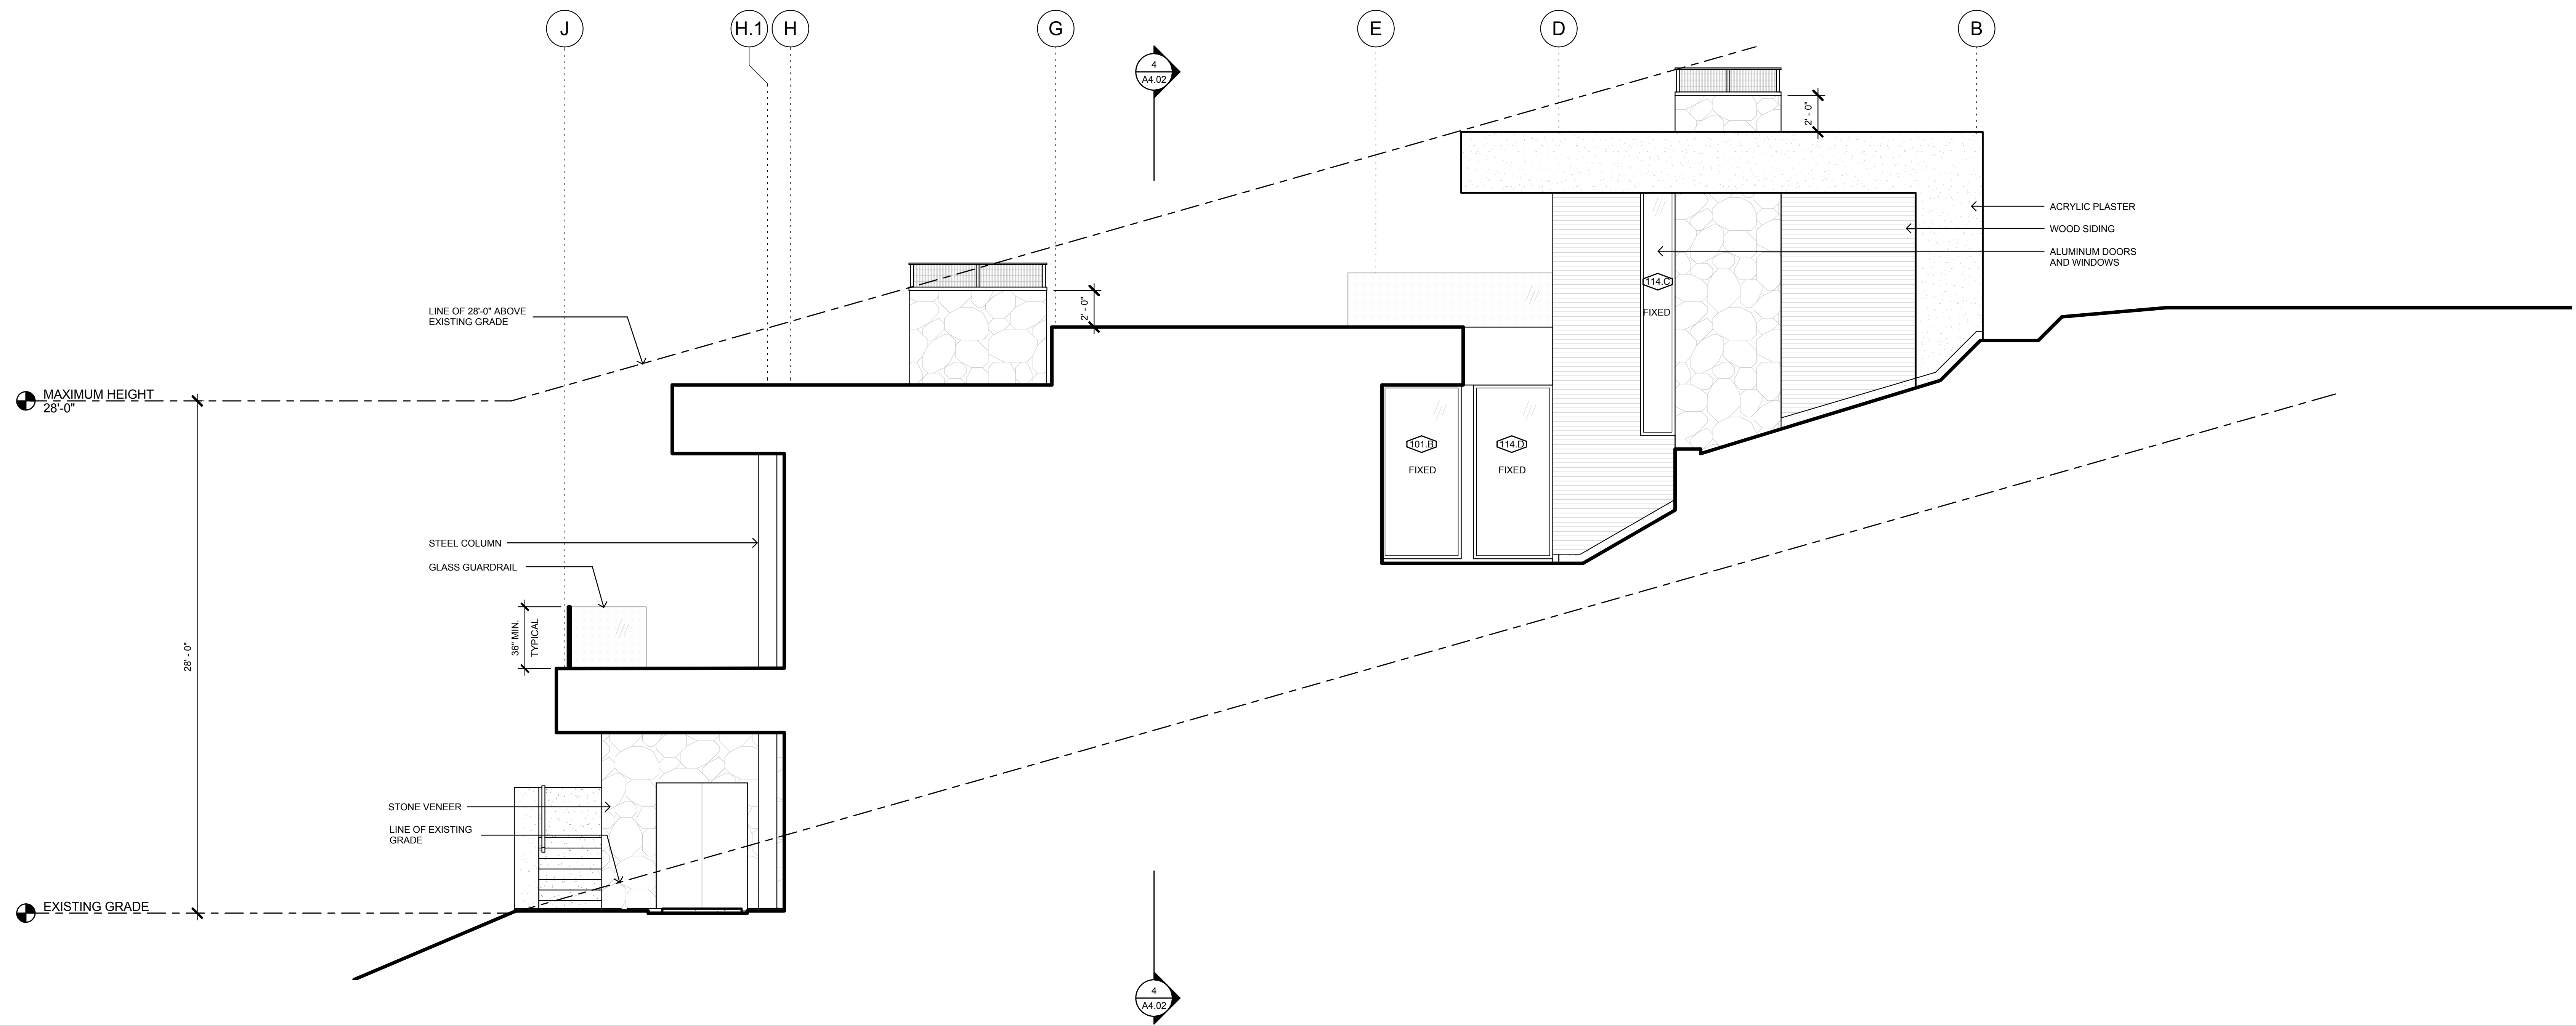 J
H.1
H
G
E
D
B
4
A4.02
2' - 0"
ACRYLIC PLASTER
WOOD SIDING
ALUMINUM DOORS
AND WINDOWS
114.C
FIXED
LINE OF 28'-0" ABOVE
EXISTING GRADE
2' - 0"
MAXIMUM HEIGHT
28'-0"
101.B
FIXED
114.D
FIXED
STEEL COLUMN
GLASS GUARDRAIL
36" MIN.
TYPICAL
28' - 0"
STONE VENEER
LINE OF EXISTING
GRADE
EXISTING GRADE
4
A4.02